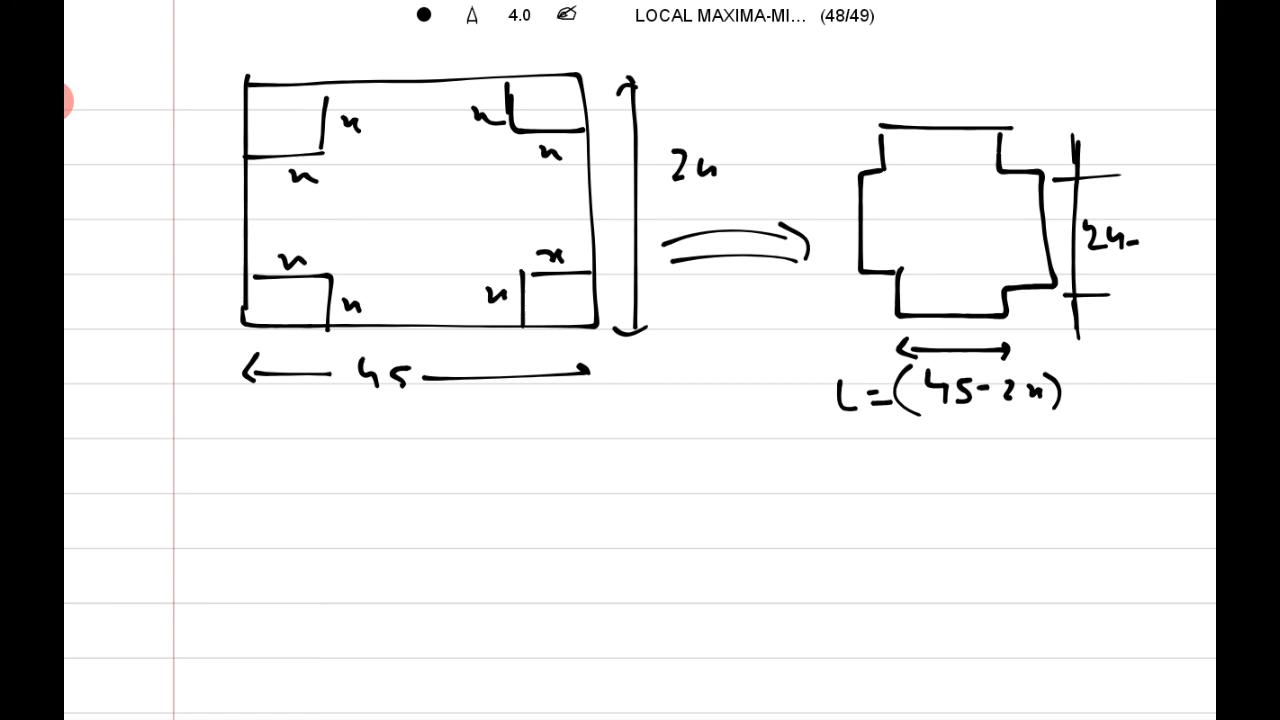 4.0 LOCAL MAXIMA-MI... (48/49)
x x
x x
24
x x
x x
45
24-
L=(45-2x)